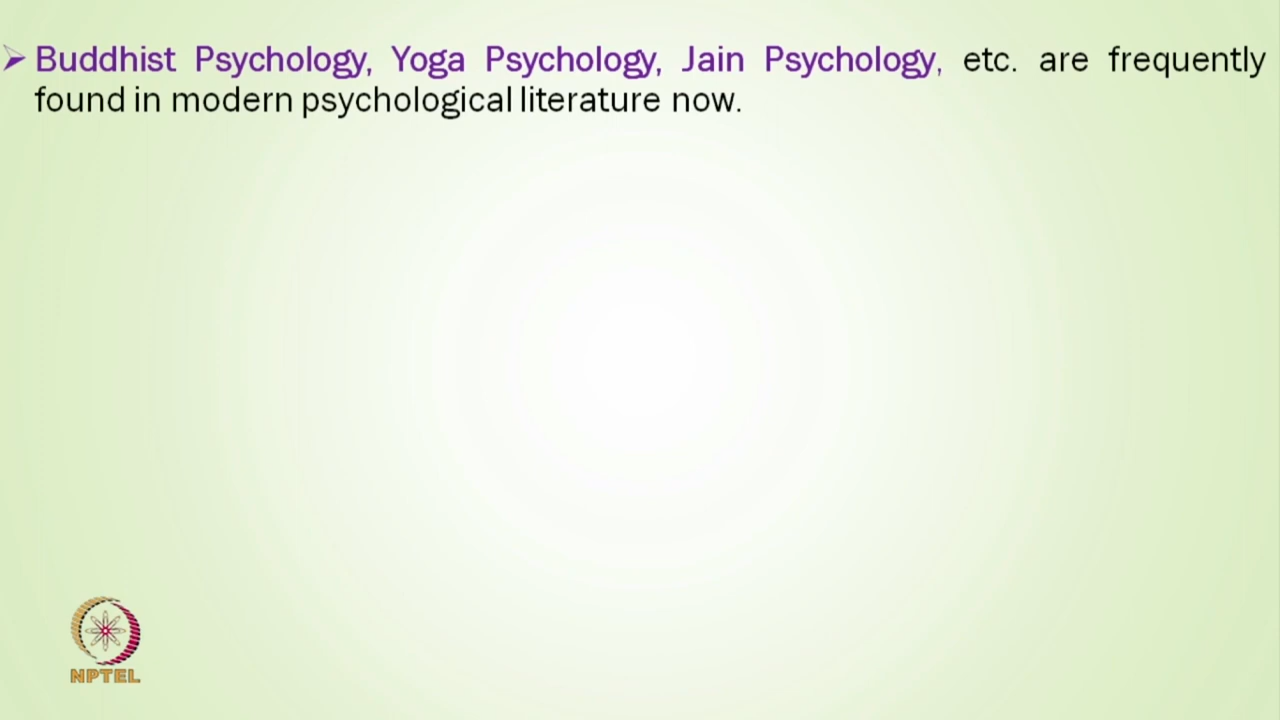 ➢ Buddhist Psychology, Yoga Psychology, Jain Psychology, etc. are frequently
found in modern psychological literature now.
NPTEL